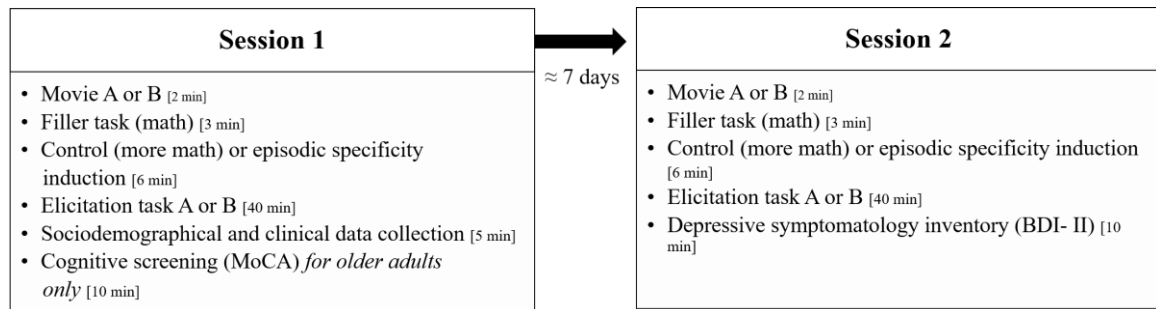 Session 1
• Movie A or B [2 min]
• Filler task (math) [3 min]
• Control (more math) or episodic specificity
induction [6 min]
• Elicitation task A or B [40 min]
• Sociodemographical and clinical data collection [5 min]
• Cognitive screening (MoCA) for older adults
only [10 min]
≈ 7 days
Session 2
• Movie A or B [2 min]
• Filler task (math) [3 min]
• Control (more math) or episodic specificity induction
[6 min]
• Elicitation task A or B [40 min]
• Depressive symptomatology inventory (BDI- II) [10
min]